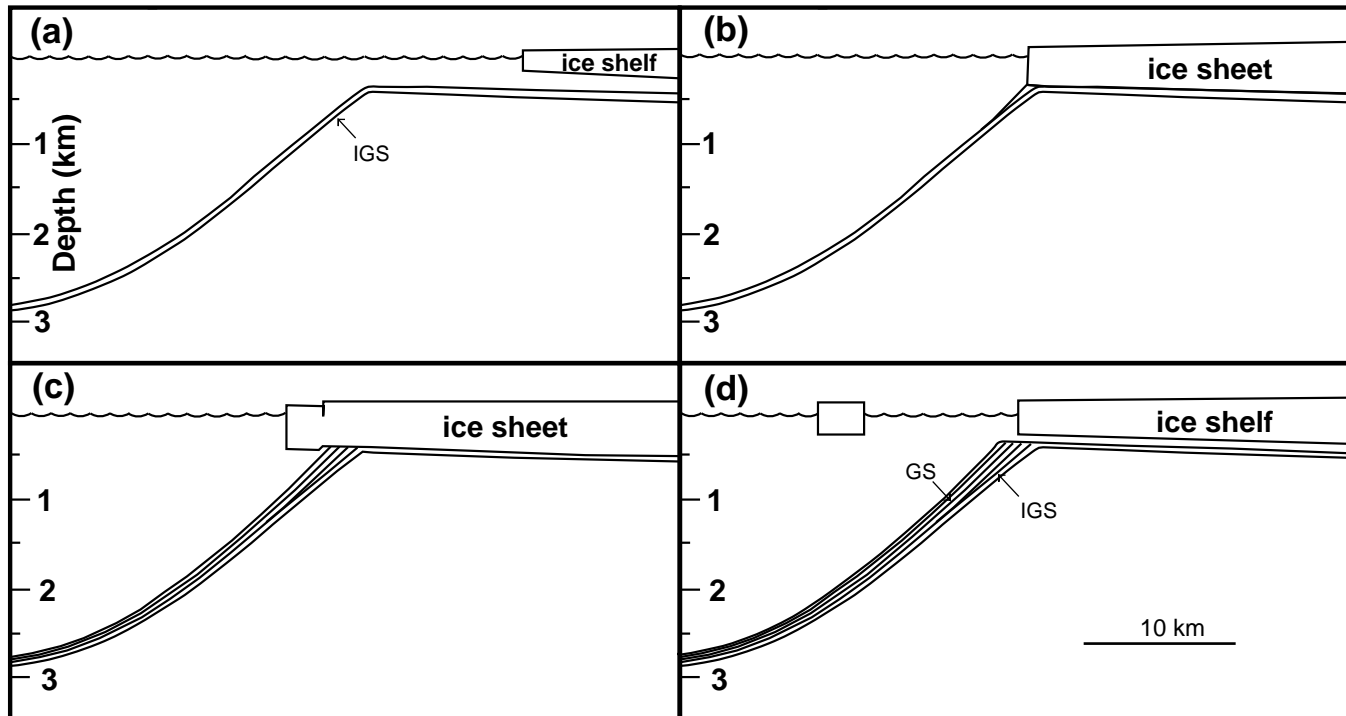 (a)
ice shelf
IGS
1
2
3
Depth (km)
(b)
ice sheet
1
2
3
(c)
ice sheet
1
2
3
(d)
ice shelf
GS
IGS
1
2
3
10 km